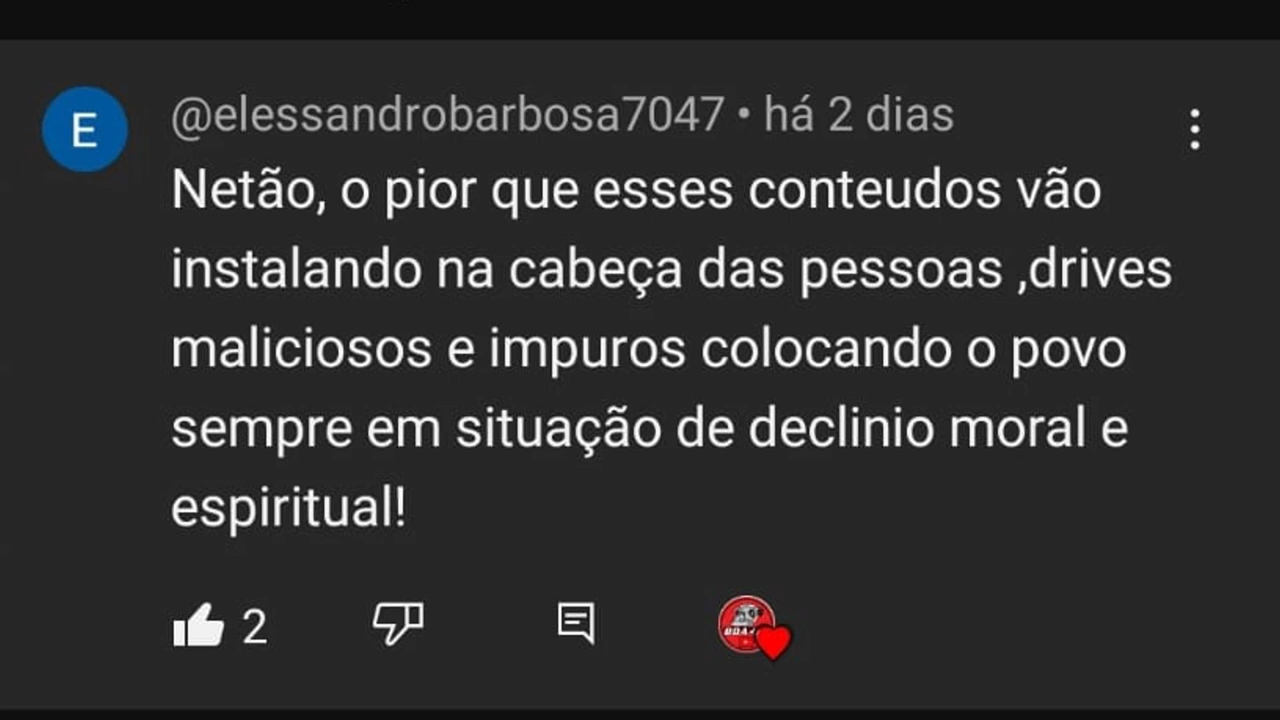 E
@elessandrobarbosa7047 • há 2 dias
Netão, o pior que esses conteudos vão
instalando na cabeça das pessoas ,drives
maliciosos e impuros colocando o povo
sempre em situação de declinio moral e
espiritual!
2